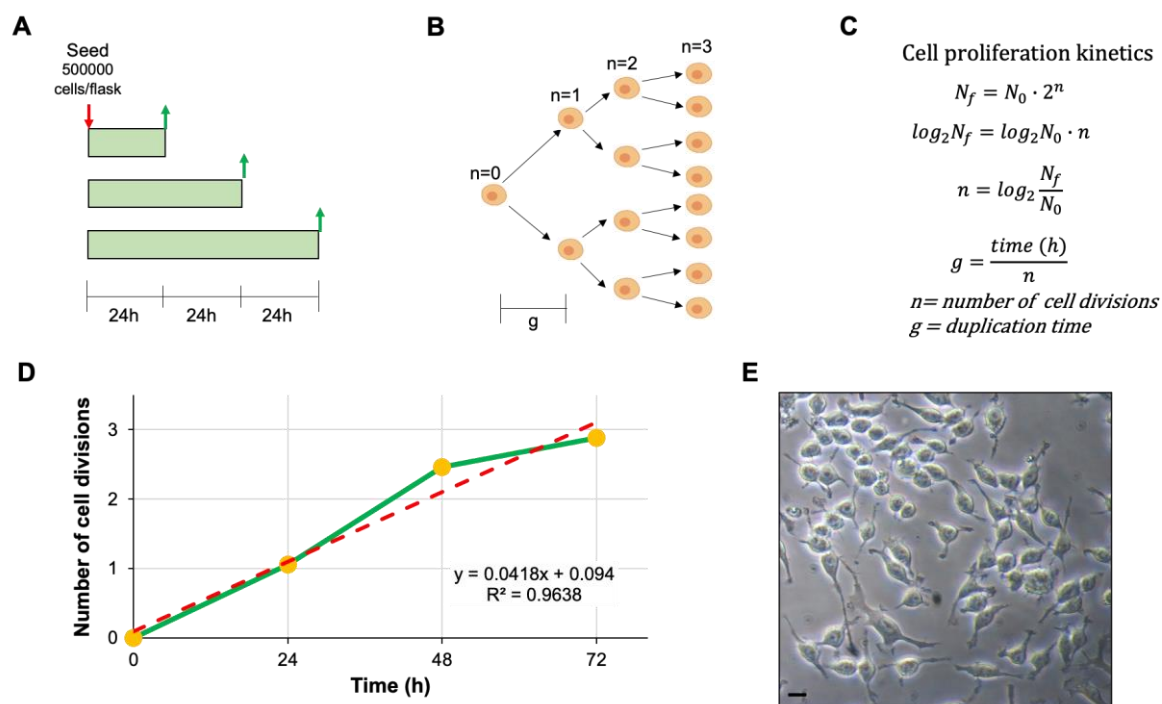 A
Seed
500000
cells/flask
24h
24h
24h
B
n=0
n=1
n=2
n=3
g
C
Cell proliferation kinetics
N_f = N_0 · 2^n
log_2 N_f = log_2 N_0 · n
n = log_2 N_f/N_0
g = time (h)/n
n= number of cell divisions
g = duplication time
D
Number of cell divisions
3
2
1
0
0
24
48
72
Time (h)
y = 0.0418x + 0.094
R² = 0.9638
E